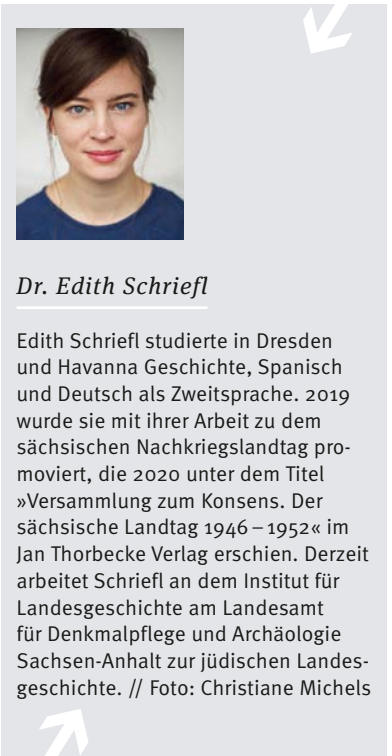 Dr. Edith Schriefl
Edith Schriefl studierte in Dresden
und Havanna Geschichte, Spanisch
und Deutsch als Zweitsprache. 2019
wurde sie mit ihrer Arbeit zu dem
sächsischen Nachkriegslandtag pro-
moviert, die 2020 unter dem Titel
»Versammlung zum Konsens. Der
sächsische Landtag 1946 – 1952« im
Jan Thorbecke Verlag erschien. Derzeit
arbeitet Schriefl an dem Institut für
Landesgeschichte am Landesamt
für Denkmalpflege und Archäologie
Sachsen-Anhalt zur jüdischen Landes-
geschichte. // Foto: Christiane Michels